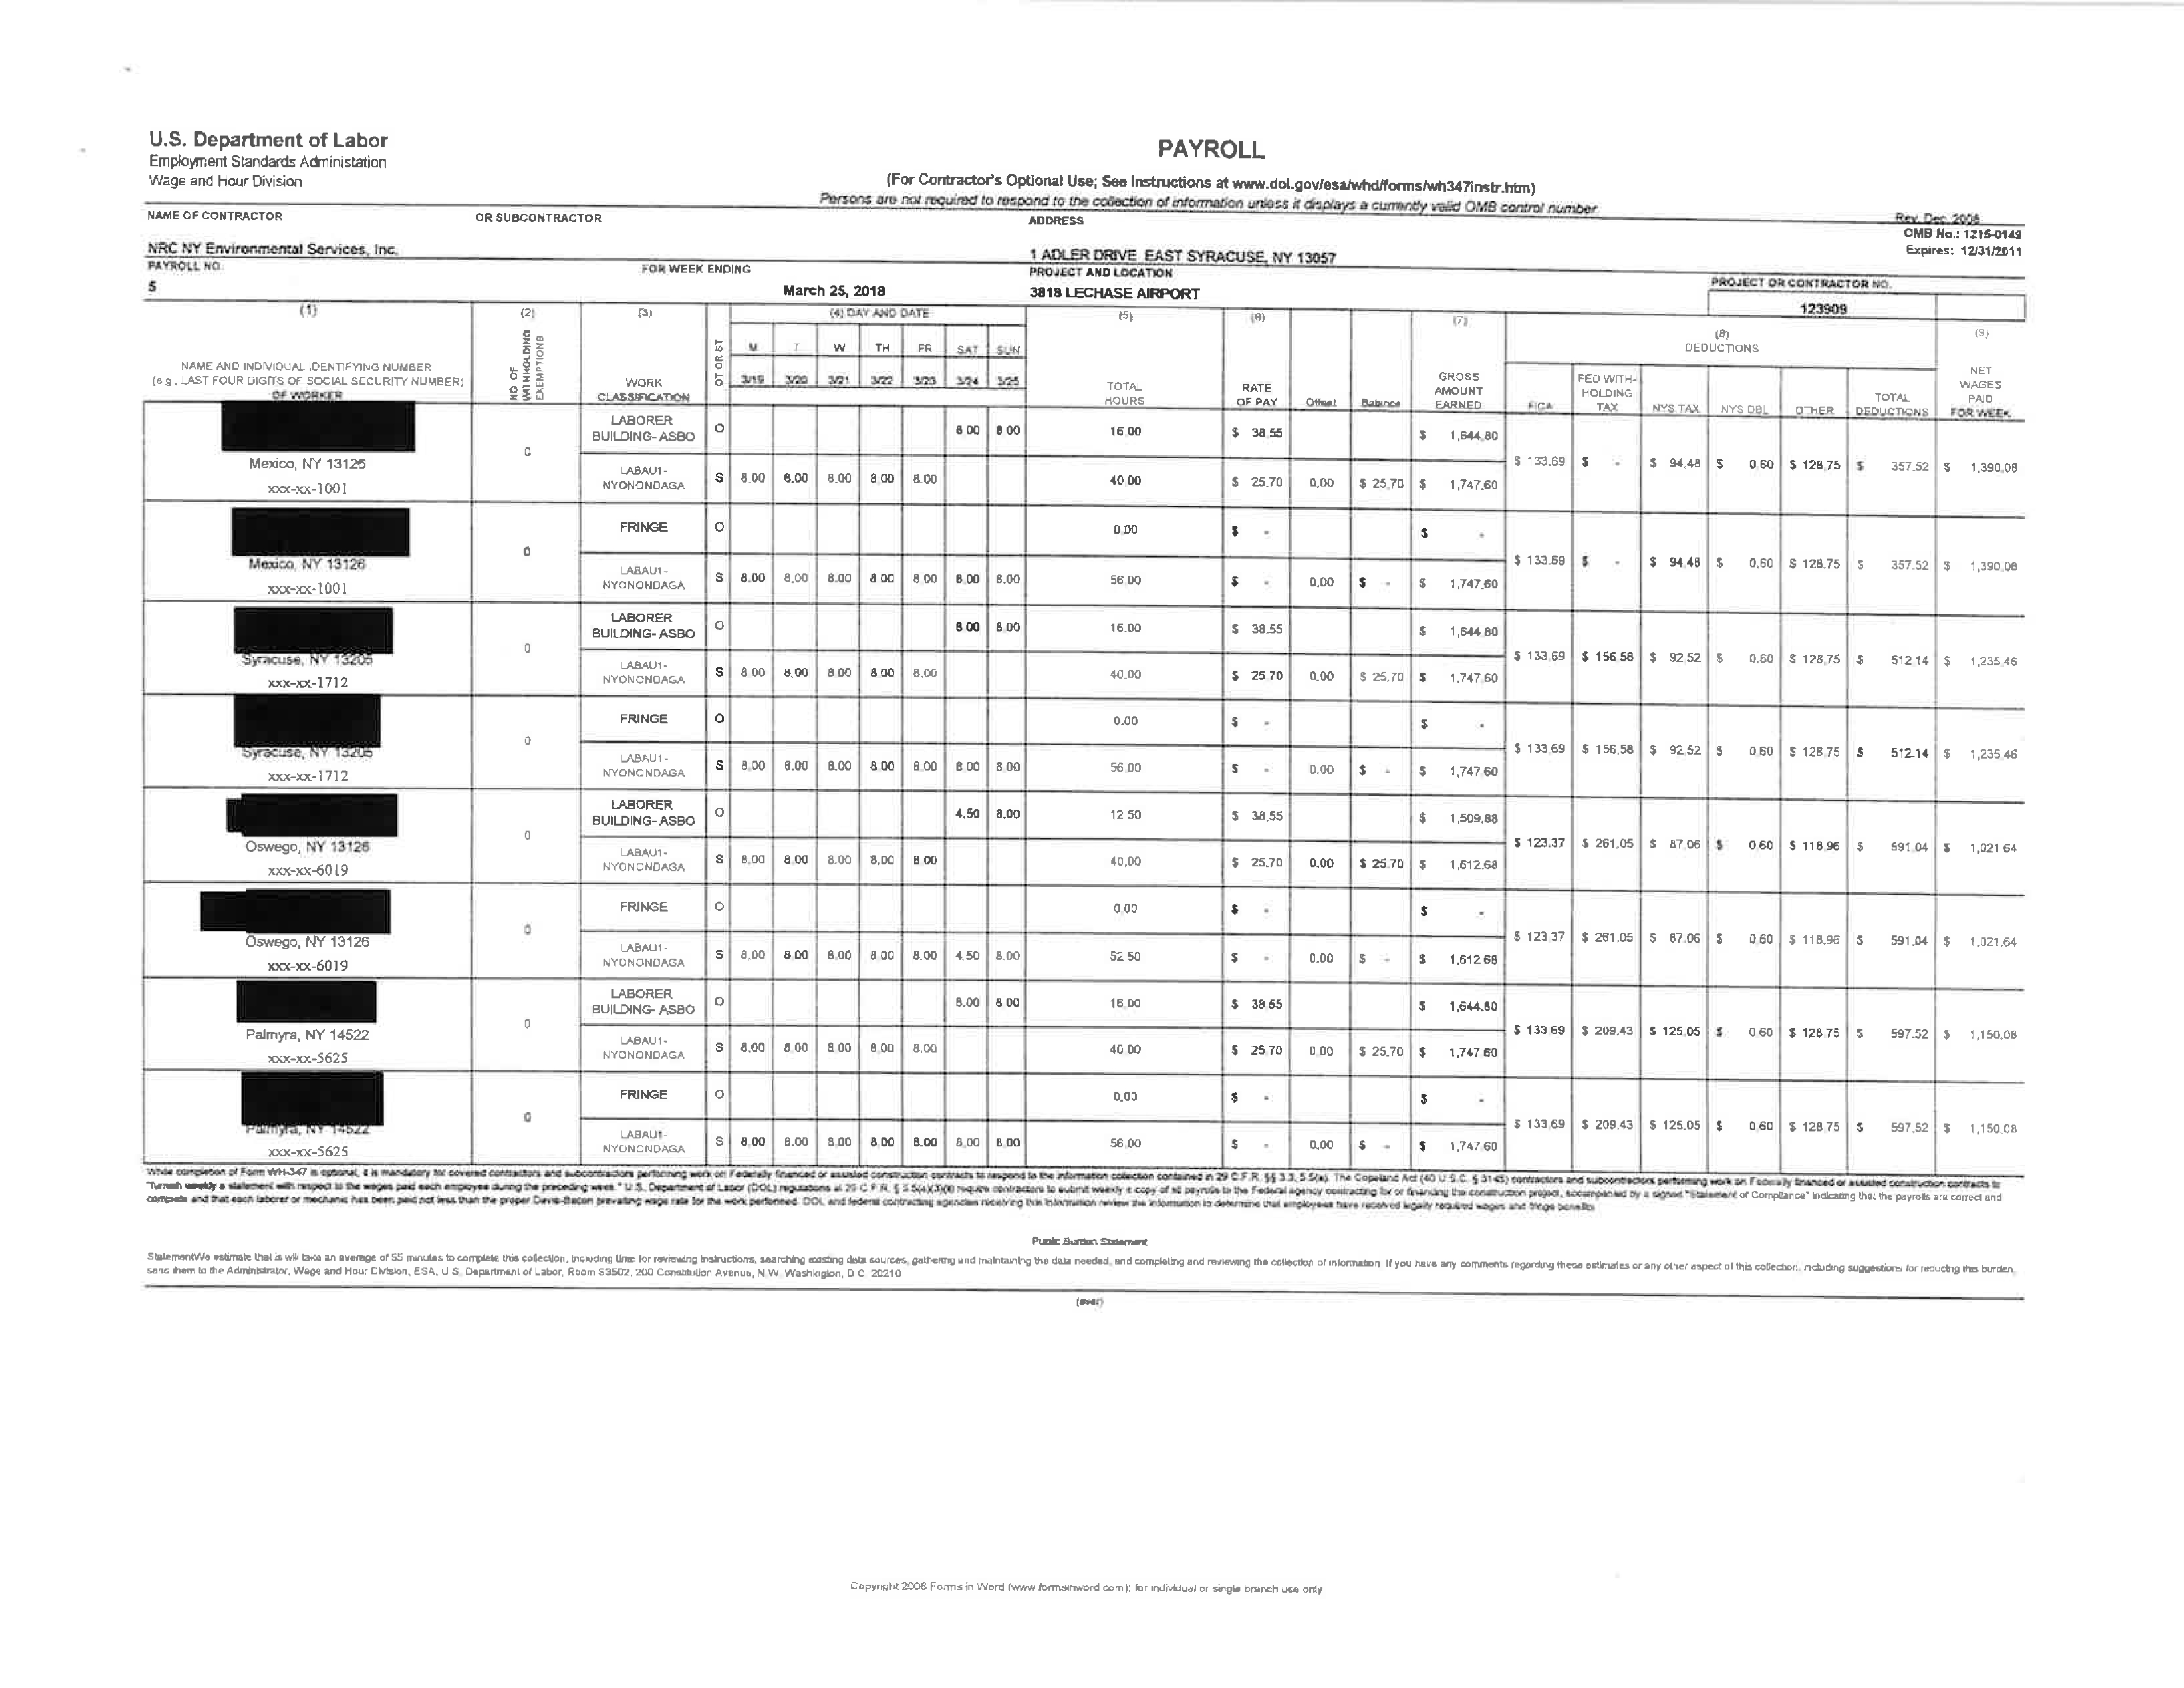 U.S. Department of Labor
Employment Standards Administation
Wage and Hour Division
PAYROLL
(For Contractor's Optional Use; See Instructions at www.dol.gov/esa/whd/forms/wh347instr.htm)
Persons are not required to respond to the collection of information unless it displays a currently valid OMB control number
Rev. Dec. 2008
OMB No.: 1215-0149
Expires: 12/31/2011
NAME OF CONTRACTOR OR SUBCONTRACTOR ADDRESS
NRC NY Environmental Services, Inc. 1 ADLER DRIVE EAST SYRACUSE, NY 13057
PAYROLL NO. FOR WEEK ENDING PROJECT AND LOCATION PROJECT OR CONTRACTOR NO.
5 March 25, 2018 3818 LECHASE AIRPORT 123909
(1) (2) (3) (4) DAY AND DATE (5) (6) (7) (8) (9)
NAME AND INDIVIDUAL IDENTIFYING NUMBER
(e.g., LAST FOUR DIGITS OF SOCIAL SECURITY NUMBER)
OF WORKER
NO. OF WITHHOLDING EXEMPTIONS
WORK CLASSIFICATION
OT OR ST
M T W TH FR SAT SUN
3/19 3/20 3/21 3/22 3/23 3/24 3/25
TOTAL HOURS
RATE OF PAY
Offset Balance
GROSS AMOUNT EARNED
DEDUCTIONS
FICA FED WITH-HOLDING TAX NYS TAX NYS DBL OTHER TOTAL DEDUCTIONS
NET WAGES PAID FOR WEEK
LABORER BUILDING- ASBO O 8.00 8.00 16.00 $ 38.55 $ 1,644.80
Mexico, NY 13126 0 $ 133.69 $ - $ 94.48 $ 0.60 $ 128.75 $ 357.52 $ 1,390.08
xxx-xx-1001 LABAU1-NYONONDAGA S 8.00 8.00 8.00 8.00 8.00 40.00 $ 25.70 0.00 $ 25.70 $ 1,747.60
FRINGE O 0.00 $ - $ -
Mexico, NY 13126 0 $ 133.69 $ - $ 94.48 $ 0.60 $ 128.75 $ 357.52 $ 1,390.08
xxx-xx-1001 LABAU1-NYONONDAGA S 8.00 8.00 8.00 8.00 8.00 8.00 8.00 56.00 $ - 0.00 $ - $ 1,747.60
LABORER BUILDING- ASBO O 8.00 8.00 16.00 $ 38.55 $ 1,644.80
Syracuse, NY 13205 0 $ 133.69 $ 156.58 $ 92.52 $ 0.60 $ 128.75 $ 512.14 $ 1,235.46
xxx-xx-1712 LABAU1-NYONONDAGA S 8.00 8.00 8.00 8.00 8.00 40.00 $ 25.70 0.00 $ 25.70 $ 1,747.60
FRINGE O 0.00 $ - $ -
Syracuse, NY 13205 0 $ 133.69 $ 156.58 $ 92.52 $ 0.60 $ 128.75 $ 512.14 $ 1,235.46
xxx-xx-1712 LABAU1-NYONONDAGA S 8.00 8.00 8.00 8.00 8.00 8.00 8.00 56.00 $ - 0.00 $ - $ 1,747.60
LABORER BUILDING- ASBO O 4.50 8.00 12.50 $ 38.55 $ 1,509.88
Oswego, NY 13126 0 $ 123.37 $ 261.05 $ 87.06 $ 0.60 $ 118.96 $ 591.04 $ 1,021.64
xxx-xx-6019 LABAU1-NYONONDAGA S 8.00 8.00 8.00 8.00 8.00 40.00 $ 25.70 0.00 $ 25.70 $ 1,612.68
FRINGE O 0.00 $ - $ -
Oswego, NY 13126 0 $ 123.37 $ 261.05 $ 87.06 $ 0.60 $ 118.96 $ 591.04 $ 1,021.64
xxx-xx-6019 LABAU1-NYONONDAGA S 8.00 8.00 8.00 8.00 8.00 4.50 8.00 52.50 $ - 0.00 $ - $ 1,612.68
LABORER BUILDING- ASBO O 8.00 8.00 16.00 $ 38.55 $ 1,644.80
Palmyra, NY 14522 0 $ 133.69 $ 209.43 $ 125.05 $ 0.60 $ 128.75 $ 597.52 $ 1,150.08
xxx-xx-5625 LABAU1-NYONONDAGA S 8.00 8.00 8.00 8.00 8.00 40.00 $ 25.70 0.00 $ 25.70 $ 1,747.60
FRINGE O 0.00 $ - $ -
Palmyra, NY 14522 0 $ 133.69 $ 209.43 $ 125.05 $ 0.60 $ 128.75 $ 597.52 $ 1,150.08
xxx-xx-5625 LABAU1-NYONONDAGA S 8.00 8.00 8.00 8.00 8.00 8.00 8.00 56.00 $ - 0.00 $ - $ 1,747.60
While completion of Form WH-347 is optional, it is mandatory for covered contractors and subcontractors performing work on Federally financed or assisted construction contracts to respond to the information collection contained in 29 C.F.R. §§ 3.3, 5.5(a). The Copeland Act (40 U.S.C. § 3145) contractors and subcontractors performing work on Federally financed or assisted construction contracts to
"furnish weekly a statement with respect to the wages paid each employee during the preceding week." U.S. Department of Labor (DOL) regulations at 29 C.F.R. § 5.5(a)(3)(ii) require contractors to submit weekly a copy of all payrolls to the Federal agency contracting for or financing the construction project, accompanied by a signed "Statement of Compliance" indicating that the payrolls are correct and
complete and that each laborer or mechanic has been paid not less than the proper Davis-Bacon prevailing wage rate for the work performed. DOL and federal contracting agencies receiving this information review the information to determine that employees have received legally required wages and fringe benefits.
Public Burden Statement
StatementWe estimate that is will take an average of 55 minutes to complete this collection, including time for reviewing instructions, searching existing data sources, gathering and maintaining the data needed, and completing and reviewing the collection of information. If you have any comments regarding these estimates or any other aspect of this collection, including suggestions for reducing this burden,
send them to the Administrator, Wage and Hour Division, ESA, U.S. Department of Labor, Room S3502, 200 Constitution Avenue, N.W. Washington, D.C. 20210
(over)
Copyright 2006 Forms in Word (www.formsinword.com); for individual or single branch use only